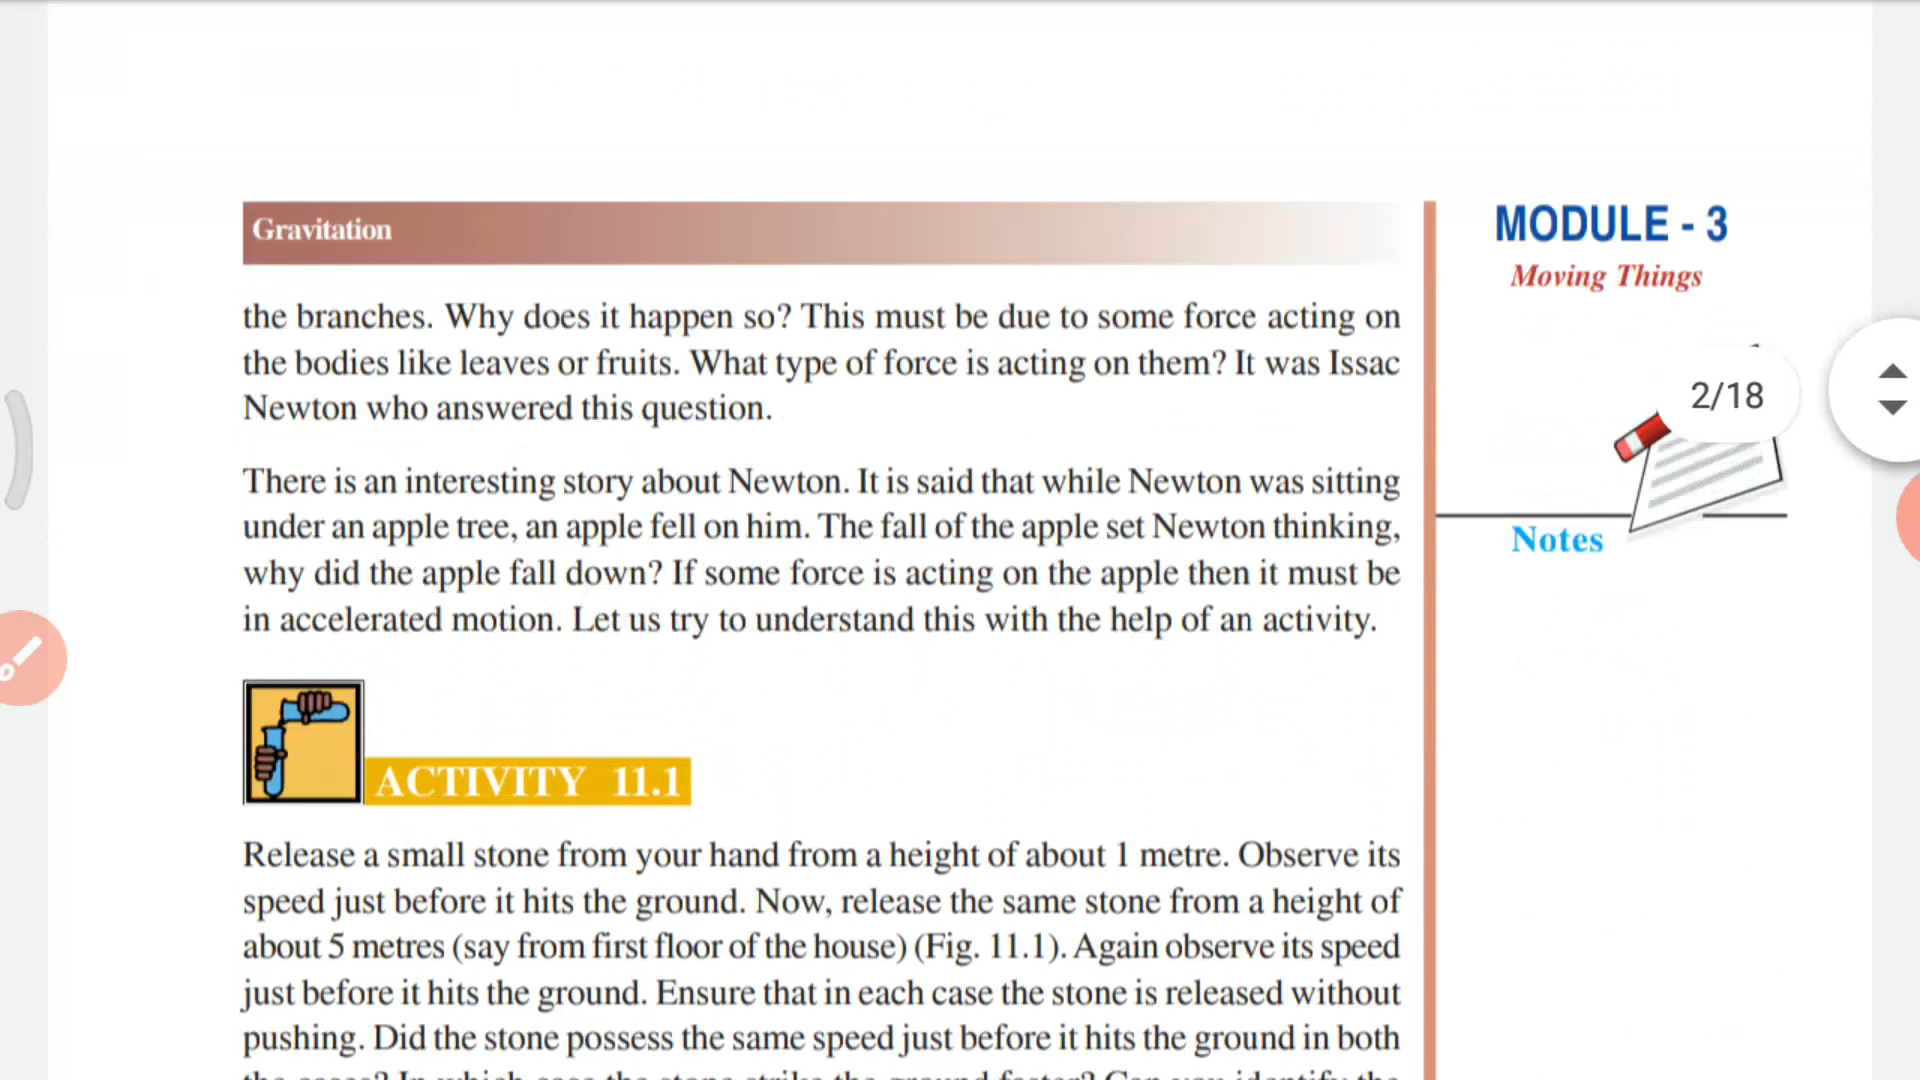 Gravitation
the branches. Why does it happen so? This must be due to some force acting on
the bodies like leaves or fruits. What type of force is acting on them? It was Issac
Newton who answered this question.
There is an interesting story about Newton. It is said that while Newton was sitting
under an apple tree, an apple fell on him. The fall of the apple set Newton thinking,
why did the apple fall down? If some force is acting on the apple then it must be
in accelerated motion. Let us try to understand this with the help of an activity.
ACTIVITY 11.1
Release a small stone from your hand from a height of about 1 metre. Observe its
speed just before it hits the ground. Now, release the same stone from a height of
about 5 metres (say from first floor of the house) (Fig. 11.1). Again observe its speed
just before it hits the ground. Ensure that in each case the stone is released without
pushing. Did the stone possess the same speed just before it hits the ground in both
MODULE - 3
Moving Things
2/18
Notes